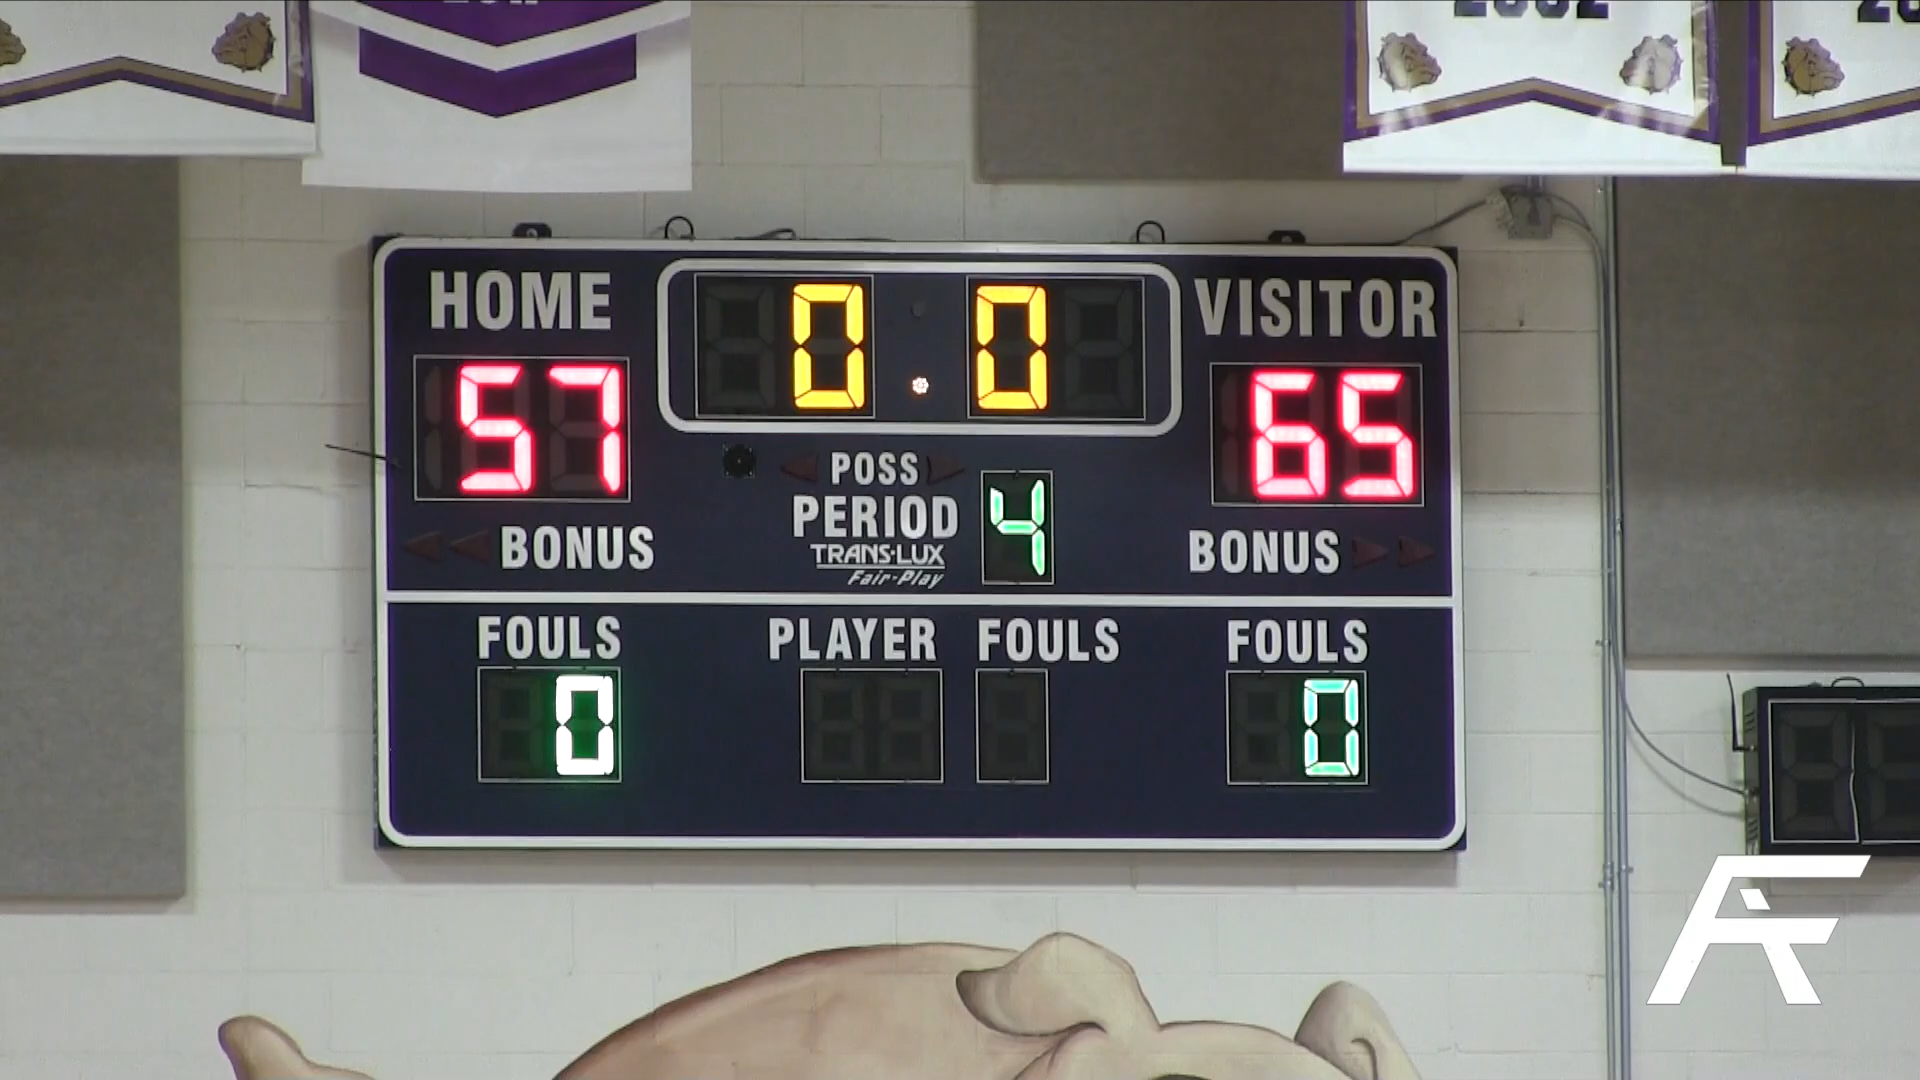 HOME
0.0
VISITOR
57
65
POSS
PERIOD
4
TRANS·LUX
Fair-Play
BONUS
BONUS
FOULS
PLAYER
FOULS
FOULS
0
0